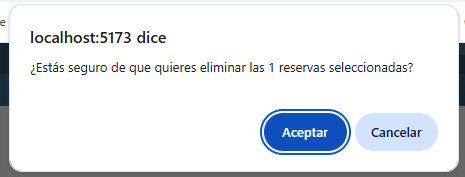 localhost:5173 dice
¿Estás seguro de que quieres eliminar las 1 reservas seleccionadas?
Aceptar
Cancelar